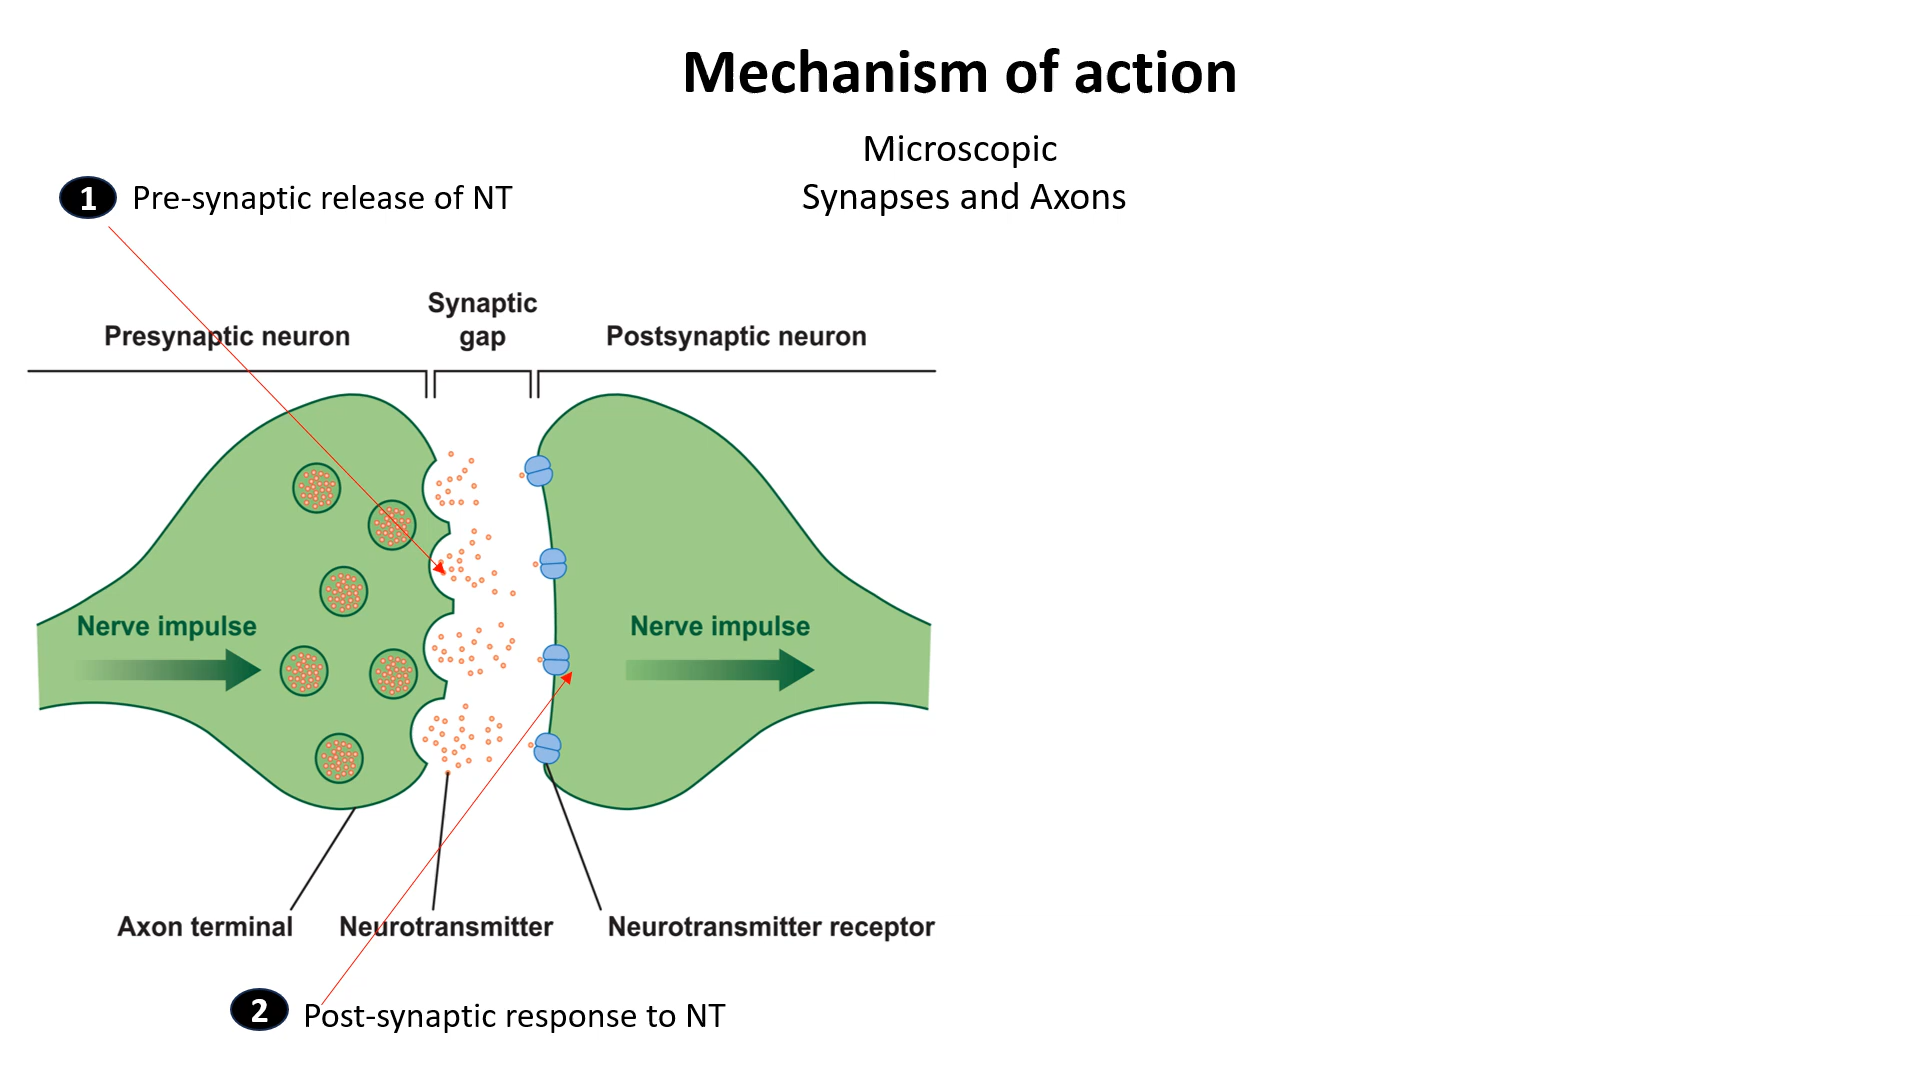 Mechanism of action
Microscopic
Synapses and Axons
1 Pre-synaptic release of NT
Synaptic
gap
Presynaptic neuron
Postsynaptic neuron
Nerve impulse
Nerve impulse
Axon terminal
Neurotransmitter
Neurotransmitter receptor
2 Post-synaptic response to NT